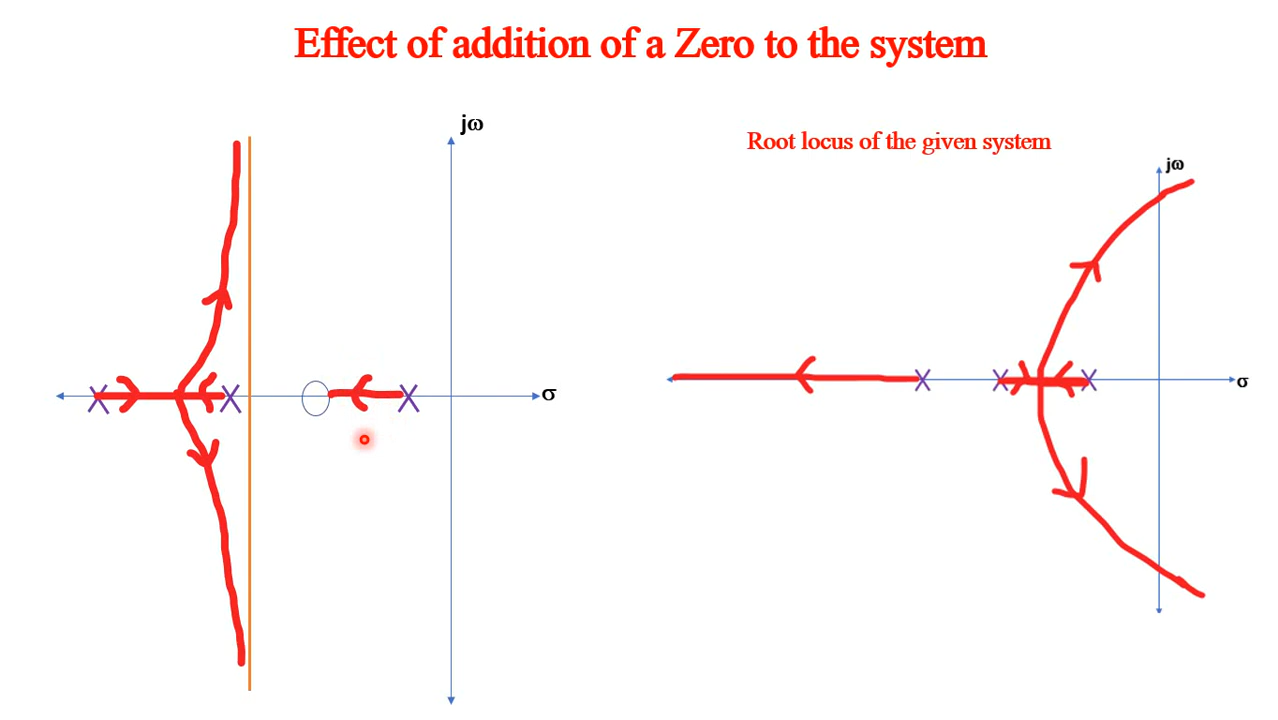 Effect of addition of a Zero to the system
jω
Root locus of the given system
jω
σ
σ